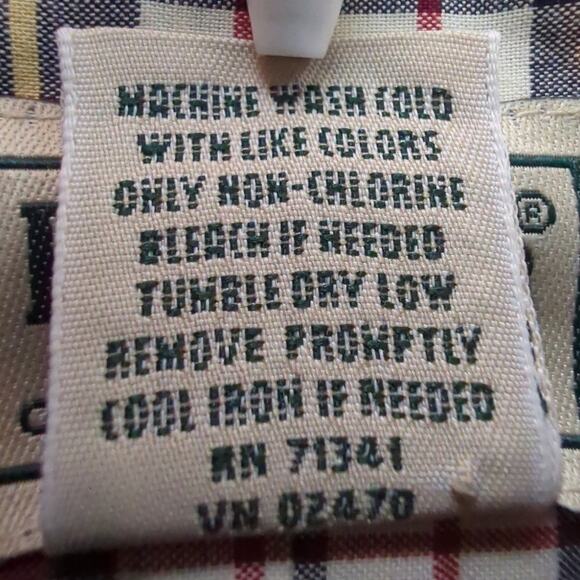 MACHINE WASH COLD
WITH LIKE COLORS
ONLY NON-CHLORINE
BLEACH IF NEEDED
TUMBLE DRY LOW
REMOVE PROMPTLY
COOL IRON IF NEEDED
RN 71341
VN 02470
®